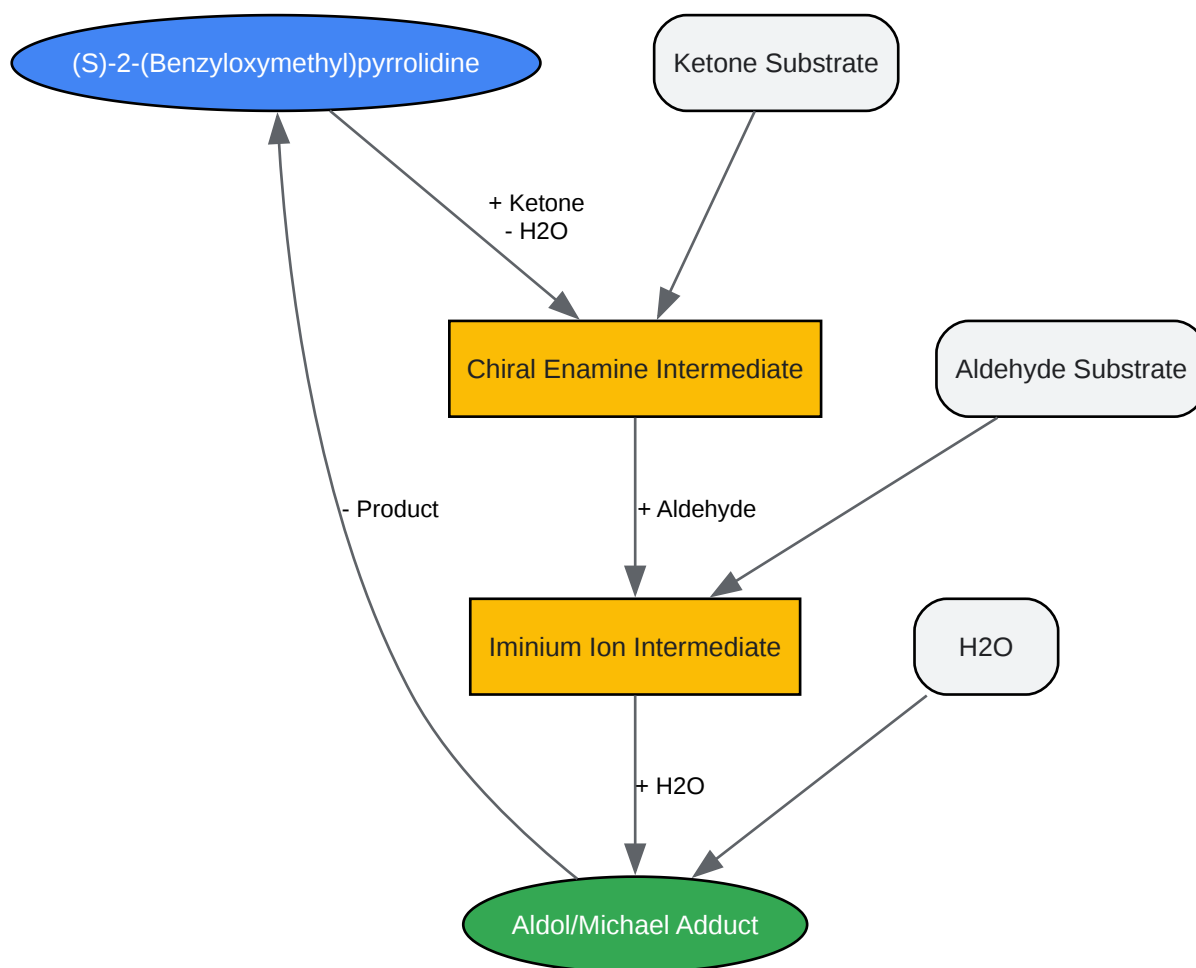 (S)-2-(Benzyloxymethyl)pyrrolidine
Ketone Substrate
+ Ketone
- H2O
Chiral Enamine Intermediate
Aldehyde Substrate
- Product
+ Aldehyde
Iminium Ion Intermediate
H2O
+ H2O
Aldol/Michael Adduct